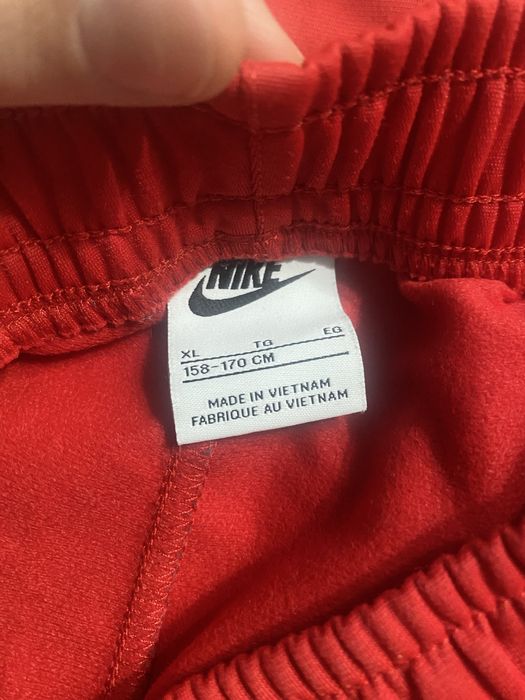 NIKE
XL TG EG
158-170 CM
MADE IN VIETNAM
FABRIQUE AU VIETNAM